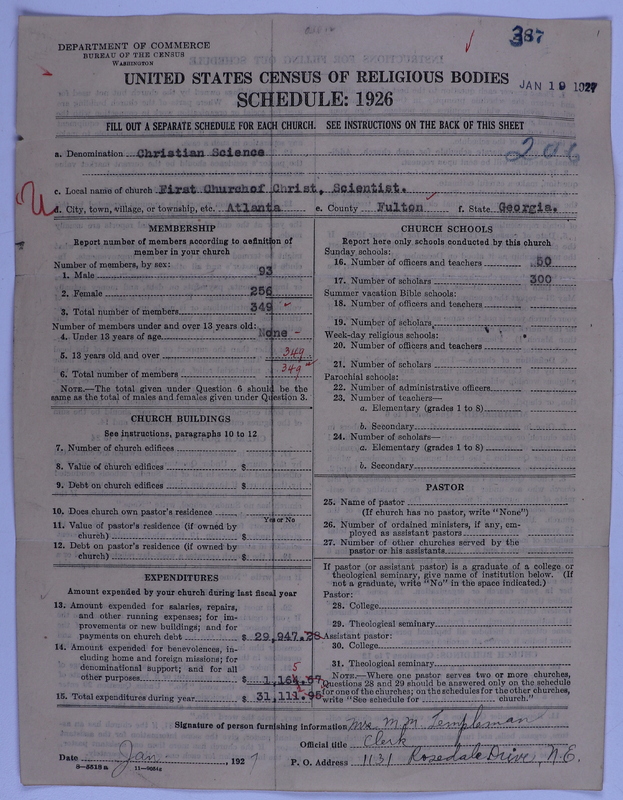 387
DEPARTMENT OF COMMERCE
BUREAU OF THE CENSUS
WASHINGTON
UNITED STATES CENSUS OF RELIGIOUS BODIES
JAN 19 1927
SCHEDULE: 1926
FILL OUT A SEPARATE SCHEDULE FOR EACH CHURCH. SEE INSTRUCTIONS ON THE BACK OF THIS SHEET
a. Denomination Christian Science
206
c. Local name of church First Churchof Christ, Scientist.
d. City, town, village, or township, etc. Atlanta e. County Fulton f. State Georgia.
MEMBERSHIP
Report number of members according to definition of
member in your church
Number of members, by sex:
1. Male 93
2. Female 256
3. Total number of members 349
Number of members under and over 13 years old:
4. Under 13 years of age None
5. 13 years old and over 349
6. Total number of members 349
NOTE.—The total given under Question 6 should be the
same as the total of males and females given under Question 3.
CHURCH BUILDINGS
See instructions, paragraphs 10 to 12
7. Number of church edifices
8. Value of church edifices $
9. Debt on church edifices $
10. Does church own pastor's residence
Yes or No
11. Value of pastor's residence (if owned by
church) $
12. Debt on pastor's residence (if owned by
church) $
EXPENDITURES
Amount expended by your church during last fiscal year
13. Amount expended for salaries, repairs,
and other running expenses; for im-
provements or new buildings; and for
payments on church debt $ 29,947.28
14. Amount expended for benevolences, in-
cluding home and foreign missions; for
denominational support; and for all
5
other purposes $ 1,164.67
15. Total expenditures during year $ 31,111.95
CHURCH SCHOOLS
Report here only schools conducted by this church
Sunday schools:
16. Number of officers and teachers 50
17. Number of scholars 300
Summer vacation Bible schools:
18. Number of officers and teachers
19. Number of scholars
Week-day religious schools:
20. Number of officers and teachers
21. Number of scholars
Parochial schools:
22. Number of administrative officers
23. Number of teachers—
a. Elementary (grades 1 to 8)
b. Secondary
24. Number of scholars—
a. Elementary (grades 1 to 8)
b. Secondary
PASTOR
25. Name of pastor
(If church has no pastor, write "None")
26. Number of ordained ministers, if any, em-
ployed as assistant pastors
27. Number of other churches served by the
pastor or his assistants
If pastor (or assistant pastor) is a graduate of a college or
theological seminary, give name of institution below. (If
not a graduate, write "No" in the space indicated.)
Pastor:
28. College
29. Theological seminary
Assistant pastor:
30. College
31. Theological seminary
NOTE.—Where one pastor serves two or more churches,
Questions 28 and 29 should be answered only on the schedule
for one of the churches; on the schedules for the other churches,
write "See schedule for church."
Signature of person furnishing information Mrs M. M. Templeman
Official title Clerk
Date Jan, 1927
P. O. Address 1131 Rosedale Drive, N.E.
8—5518 a 11—9054a